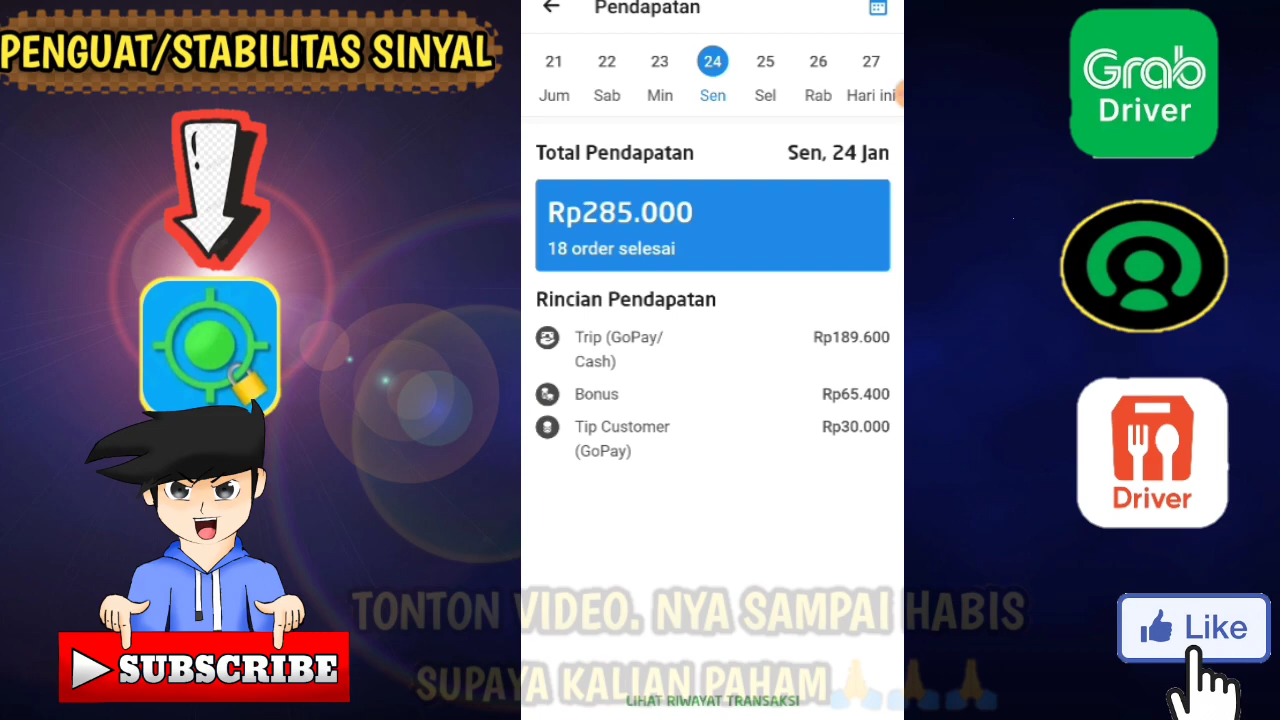 PENGUAT/STABILITAS SINYAL
SUBSCRIBE
Pendapatan
21 22 23 24 25 26 27
Jum Sab Min Sen Sel Rab Hari ini
Total Pendapatan Sen, 24 Jan
Rp285.000
18 order selesai
Rincian Pendapatan
Trip (GoPay/ Rp189.600
Cash)
Bonus Rp65.400
Tip Customer Rp30.000
(GoPay)
TONTON VIDEO. NYA SAMPAI HABIS
SUPAYA KALIAN PAHAM🙏🙏🙏
LIHAT RIWAYAT TRANSAKSI
Grab
Driver
Driver
Like